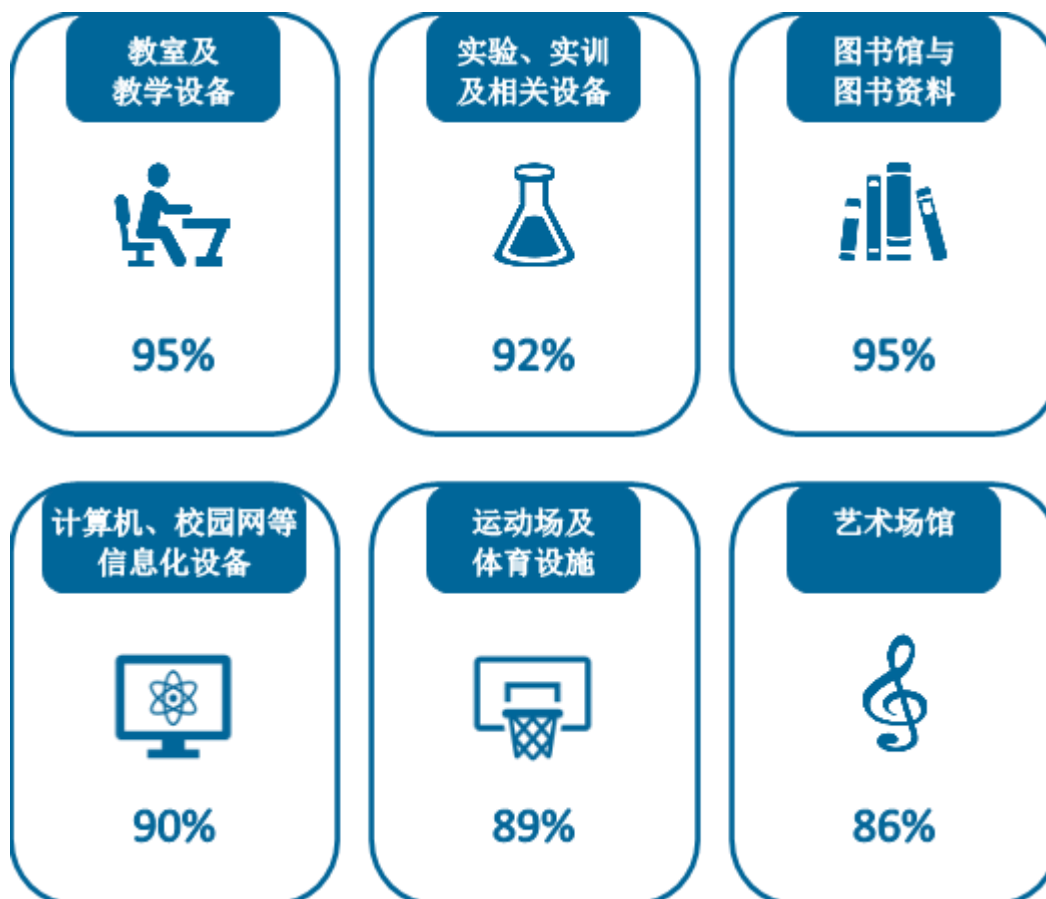 教室及
教学设备
95%
实验、实训
及相关设备
92%
图书馆与
图书资料
95%
计算机、校园网等
信息化设备
90%
运动场及
体育设施
89%
艺术场馆
86%